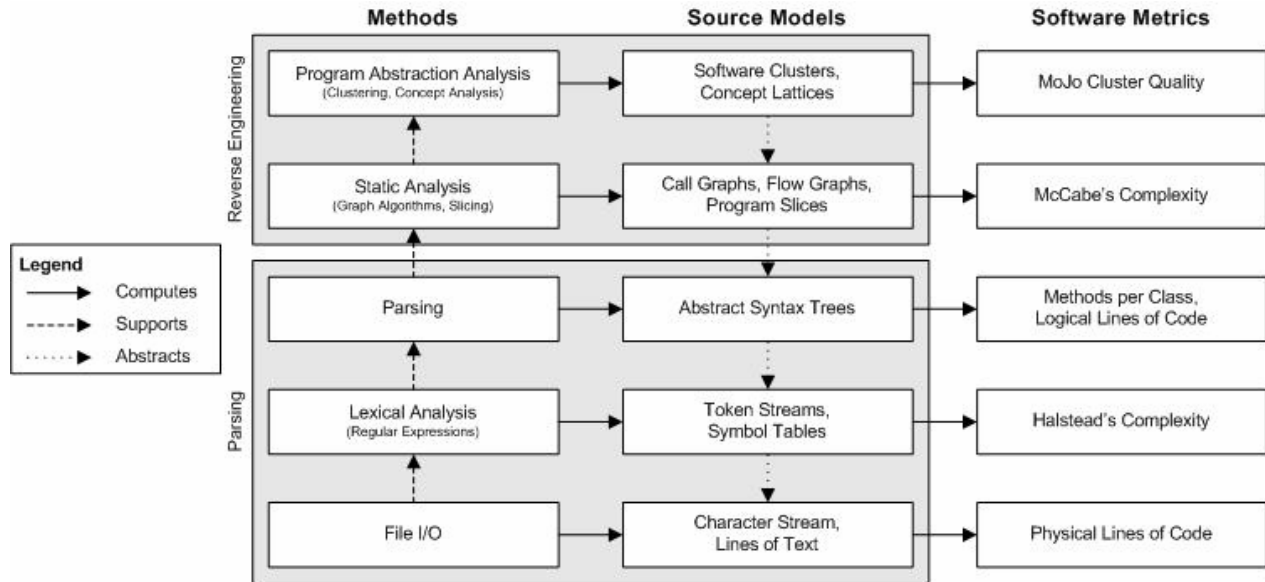 Methods
Source Models
Software Metrics
Reverse Engineering
Program Abstraction Analysis
(Clustering, Concept Analysis)
Software Clusters,
Concept Lattices
MoJo Cluster Quality
Static Analysis
(Graph Algorithms, Slicing)
Call Graphs, Flow Graphs,
Program Slices
McCabe's Complexity
Legend
Computes
Supports
Abstracts
Parsing
Parsing
Abstract Syntax Trees
Methods per Class,
Logical Lines of Code
Lexical Analysis
(Regular Expressions)
Token Streams,
Symbol Tables
Halstead's Complexity
File I/O
Character Stream,
Lines of Text
Physical Lines of Code